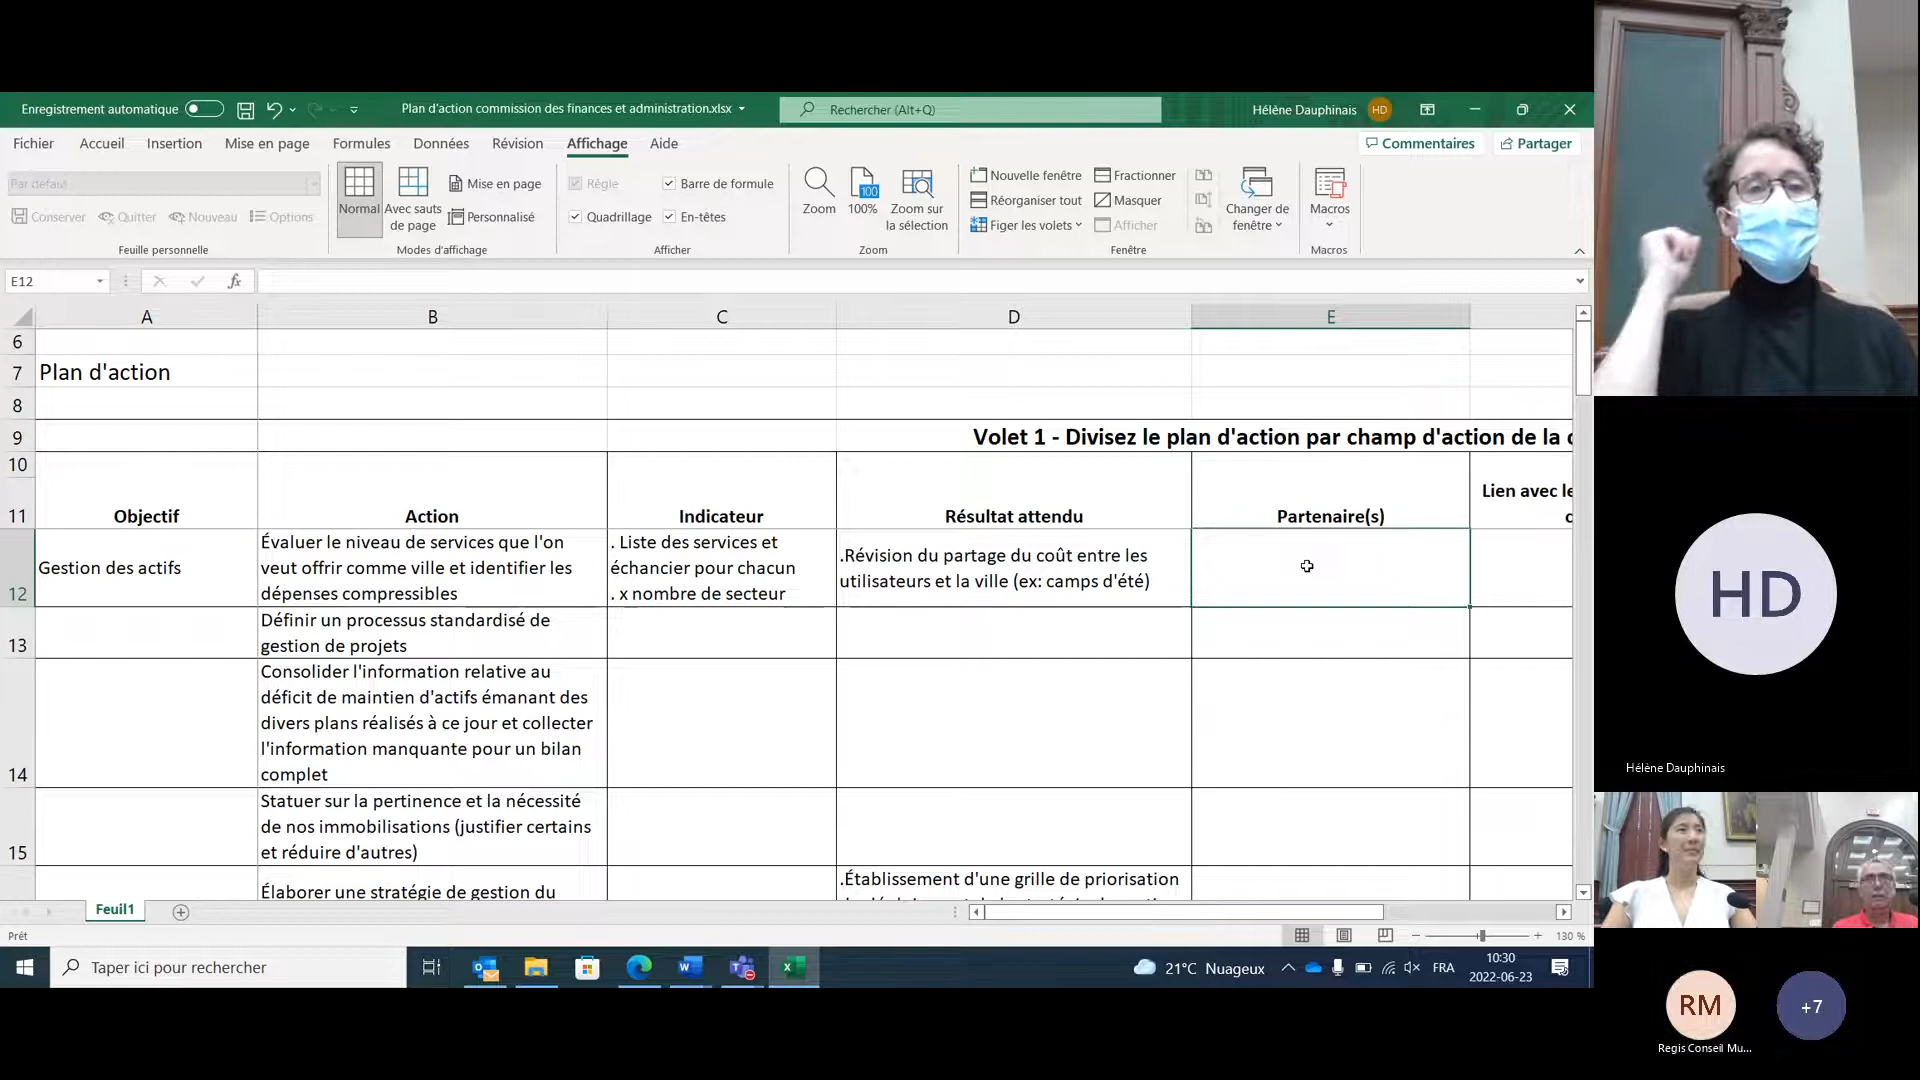 Enregistrement automatique
Plan d'action commission des finances et administration.xlsx
Rechercher (Alt+Q)
Hélène Dauphinais
HD
Fichier Accueil Insertion Mise en page Formules Données Révision Affichage Aide
Commentaires
Partager
Par défaut
Conserver Quitter Nouveau Options
Feuille personnelle
Normal
Avec sauts
de page
Mise en page
Personnalisé
Modes d'affichage
Règle
Barre de formule
Quadrillage
En-têtes
Afficher
Zoom
100
100%
Zoom sur
la sélection
Zoom
Nouvelle fenêtre
Réorganiser tout
Figer les volets
Fractionner
Masquer
Afficher
Changer de
fenêtre
Fenêtre
Macros
Macros
E12
fx
A B C D E
6
7 Plan d'action
8
9 Volet 1 - Divisez le plan d'action par champ d'action de la
10
11 Objectif Action Indicateur Résultat attendu Partenaire(s) Lien avec
12
Gestion des actifs
Évaluer le niveau de services que l'on
veut offrir comme ville et identifier les
dépenses compressibles
. Liste des services et
échancier pour chacun
. x nombre de secteur
.Révision du partage du coût entre les
utilisateurs et la ville (ex: camps d'été)
13
Définir un processus standardisé de
gestion de projets
14
Consolider l'information relative au
déficit de maintien d'actifs émanant des
divers plans réalisés à ce jour et collecter
l'information manquante pour un bilan
complet
15
Statuer sur la pertinence et la nécessité
de nos immobilisations (justifier certains
et réduire d'autres)
Élaborer une stratégie de gestion du
.Établissement d'une grille de priorisation
Feuil1
Prêt
130 %
Taper ici pour rechercher
21°C Nuageux
FRA
10:30
2022-06-23
HD
Hélène Dauphinais
RM
+7
Regis Conseil Mu...